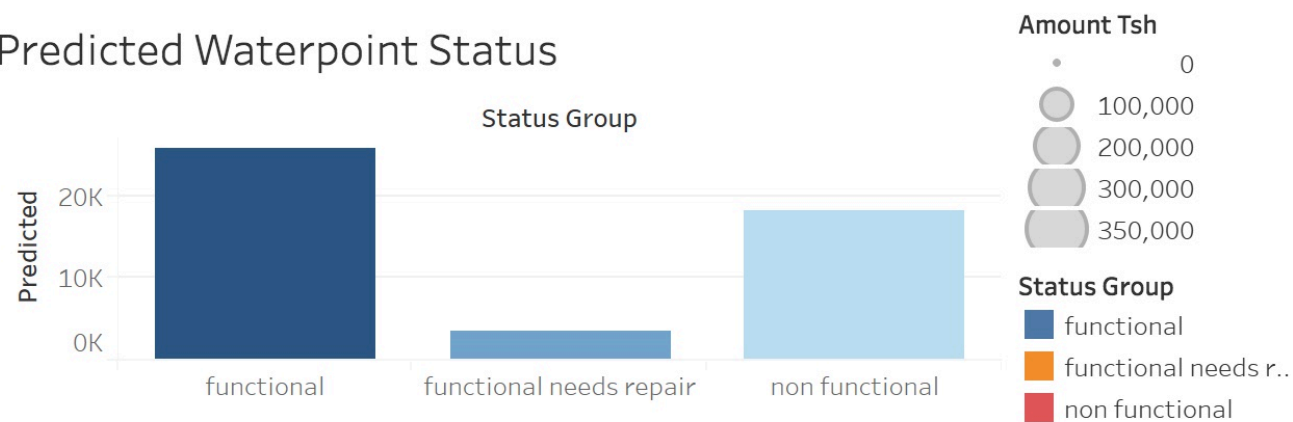 Predicted Waterpoint Status
Status Group
Predicted
20K
10K
0K
functional
functional needs repair
non functional
Amount Tsh
0
100,000
200,000
300,000
350,000
Status Group
functional
functional needs r..
non functional